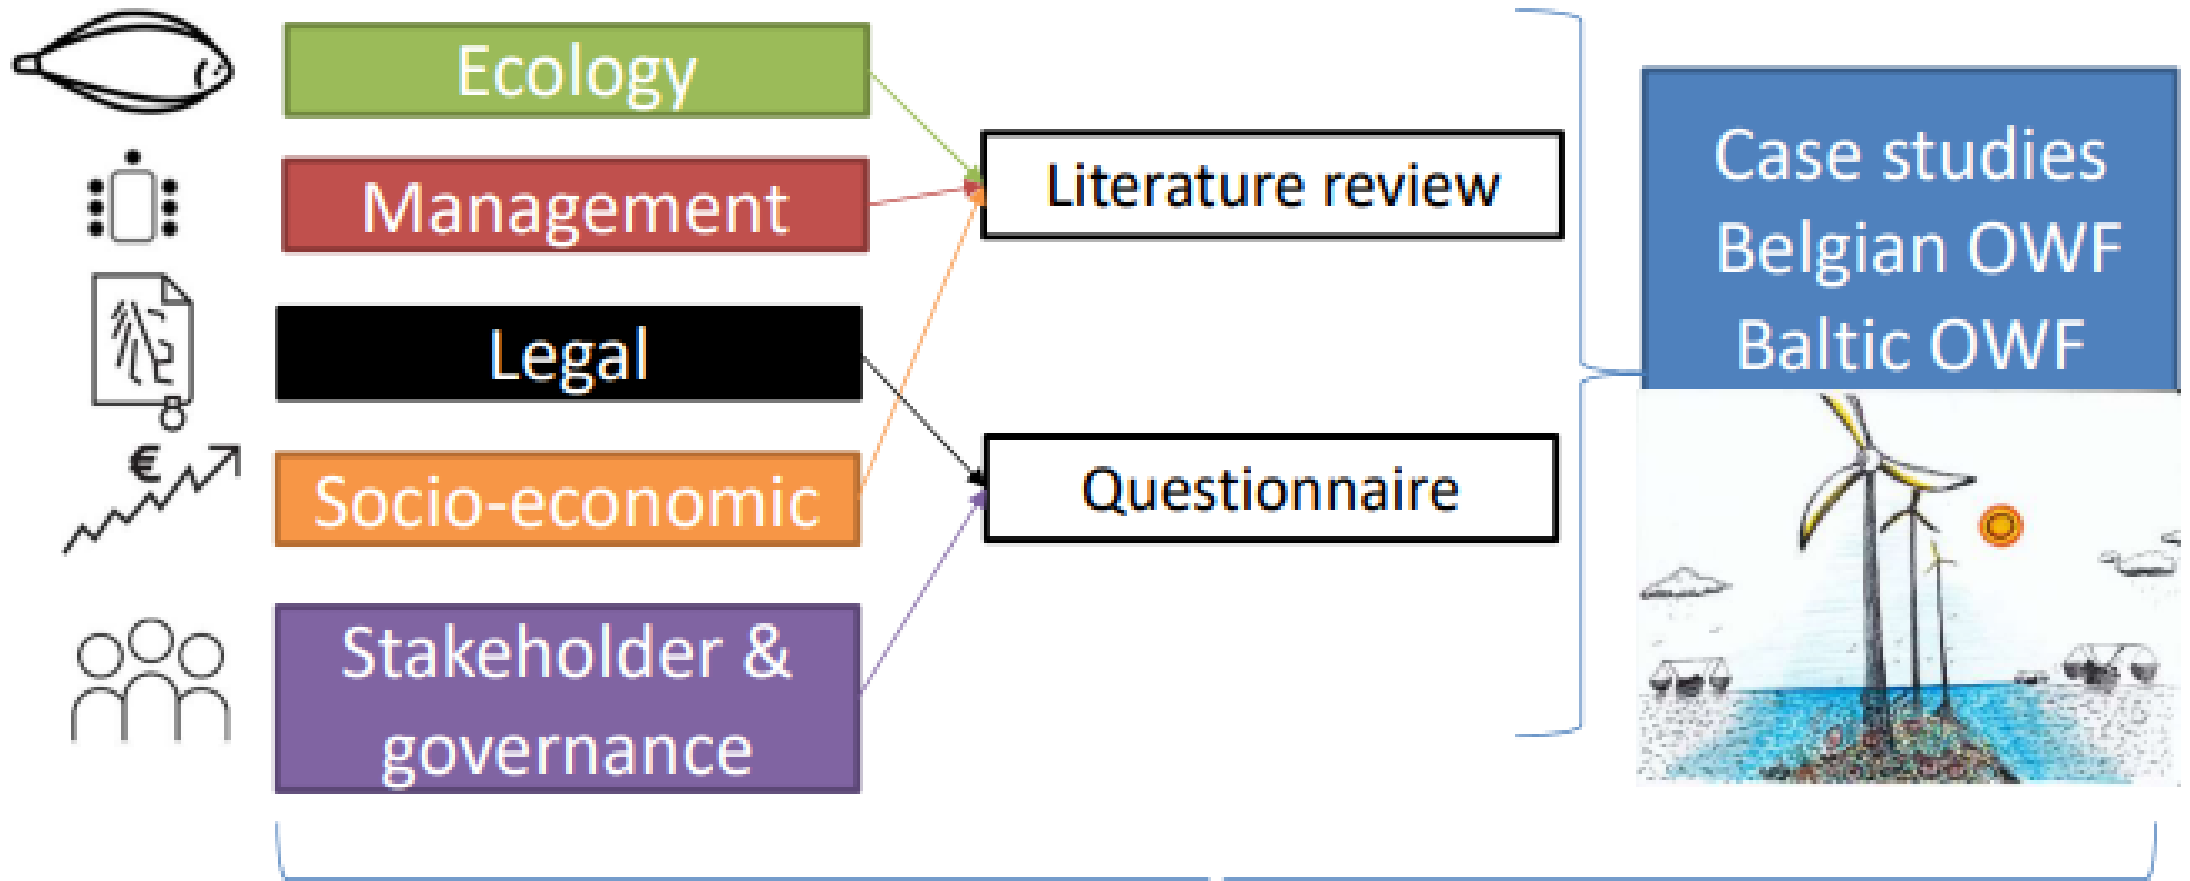 Ecology
Management
Legal
€
Socio-economic
Stakeholder &
governance
Literature review
Questionnaire
Case studies
Belgian OWF
Baltic OWF